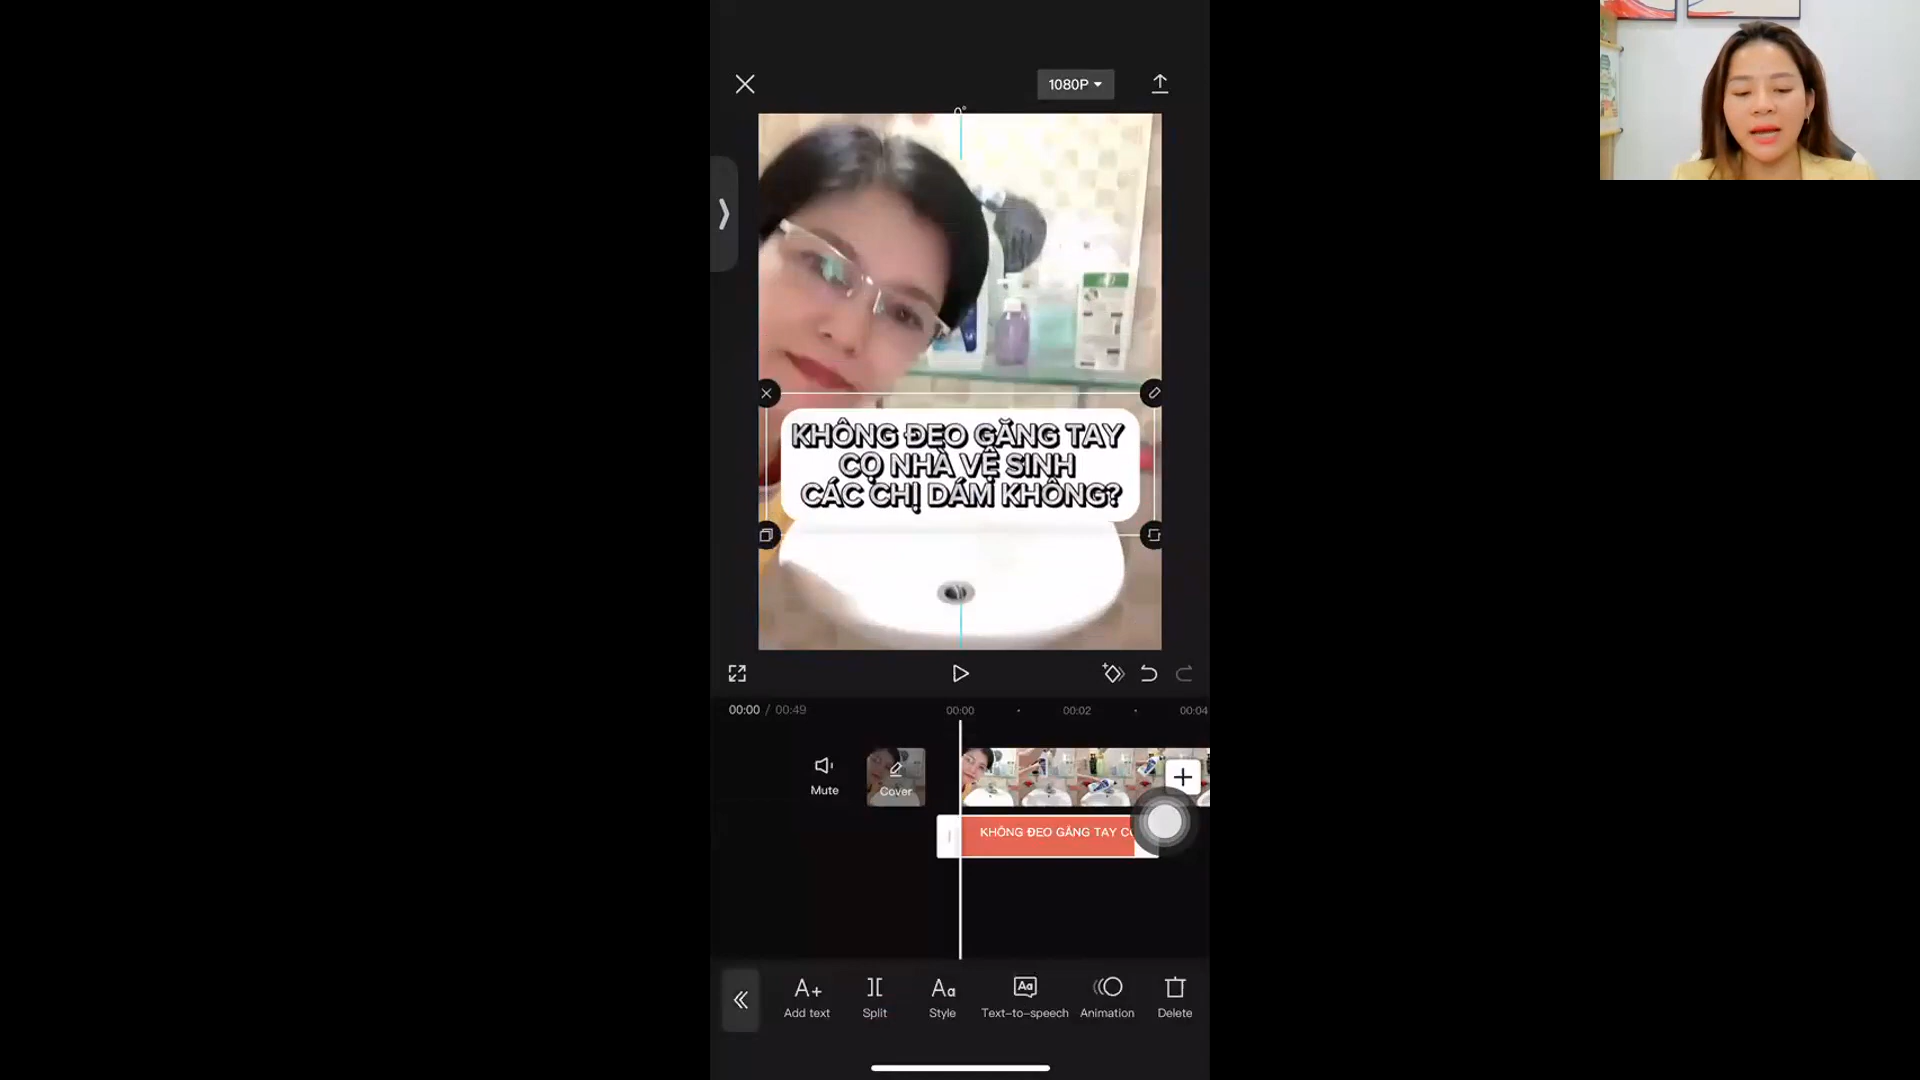 1080P
0°
KHÔNG ĐEO GĂNG TAY
CỌ NHÀ VỆ SINH
CÁC CHỊ DÁM KHÔNG?
00:00 / 00:49
00:00
00:02
00:04
Mute
Cover
KHÔNG ĐEO GĂNG TAY
Add text
Split
Style
Text-to-speech
Animation
Delete